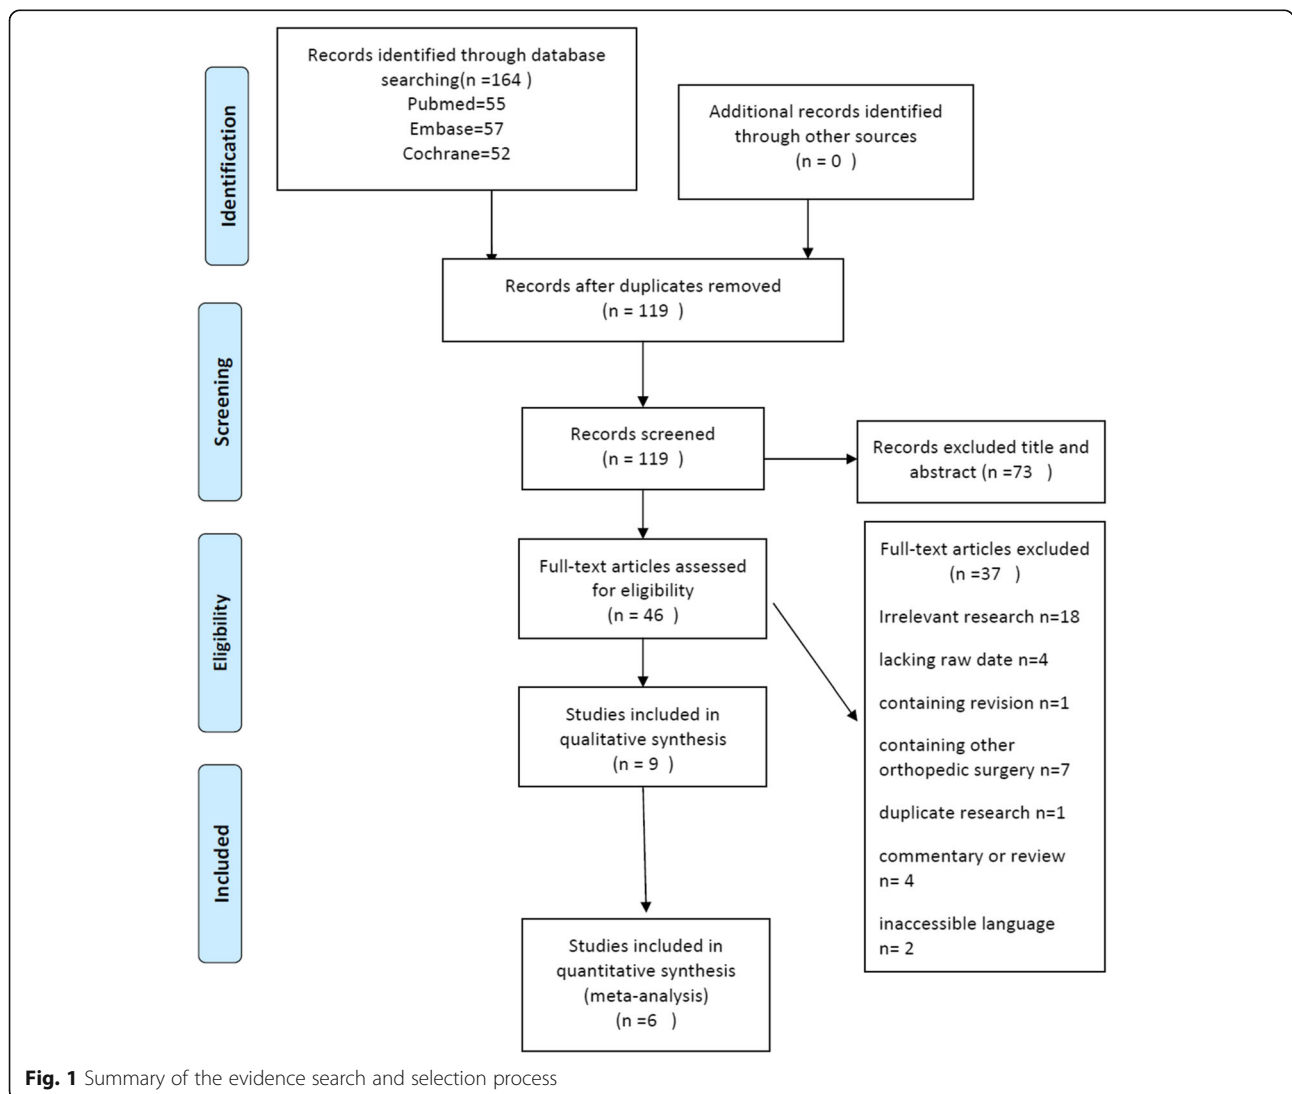 Identification
Records identified through database
searching(n =164 )
Pubmed=55
Embase=57
Cochrane=52
Additional records identified
through other sources
(n = 0 )
Records after duplicates removed
(n = 119 )
Screening
Records screened
(n = 119 )
Records excluded title and
abstract (n =73 )
Eligibility
Full-text articles assessed
for eligibility
(n = 46 )
Full-text articles excluded
(n =37 )
Irrelevant research n=18
lacking raw date n=4
containing revision n=1
containing other
orthopedic surgery n=7
duplicate research n=1
commentary or review
n= 4
inaccessible language
n= 2
Studies included in
qualitative synthesis
(n = 9 )
Included
Studies included in
quantitative synthesis
(meta-analysis)
(n =6 )
Fig. 1 Summary of the evidence search and selection process